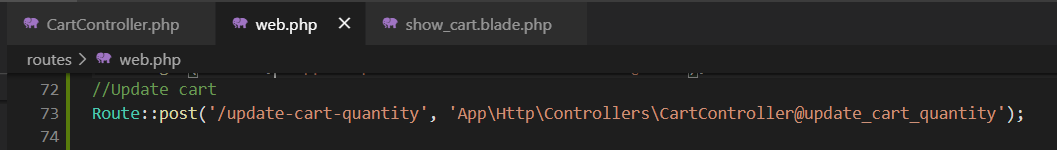 CartController.php
web.php
show_cart.blade.php
routes > web.php
72 //Update cart
73 Route::post('/update-cart-quantity', 'App\Http\Controllers\CartController@update_cart_quantity');
74